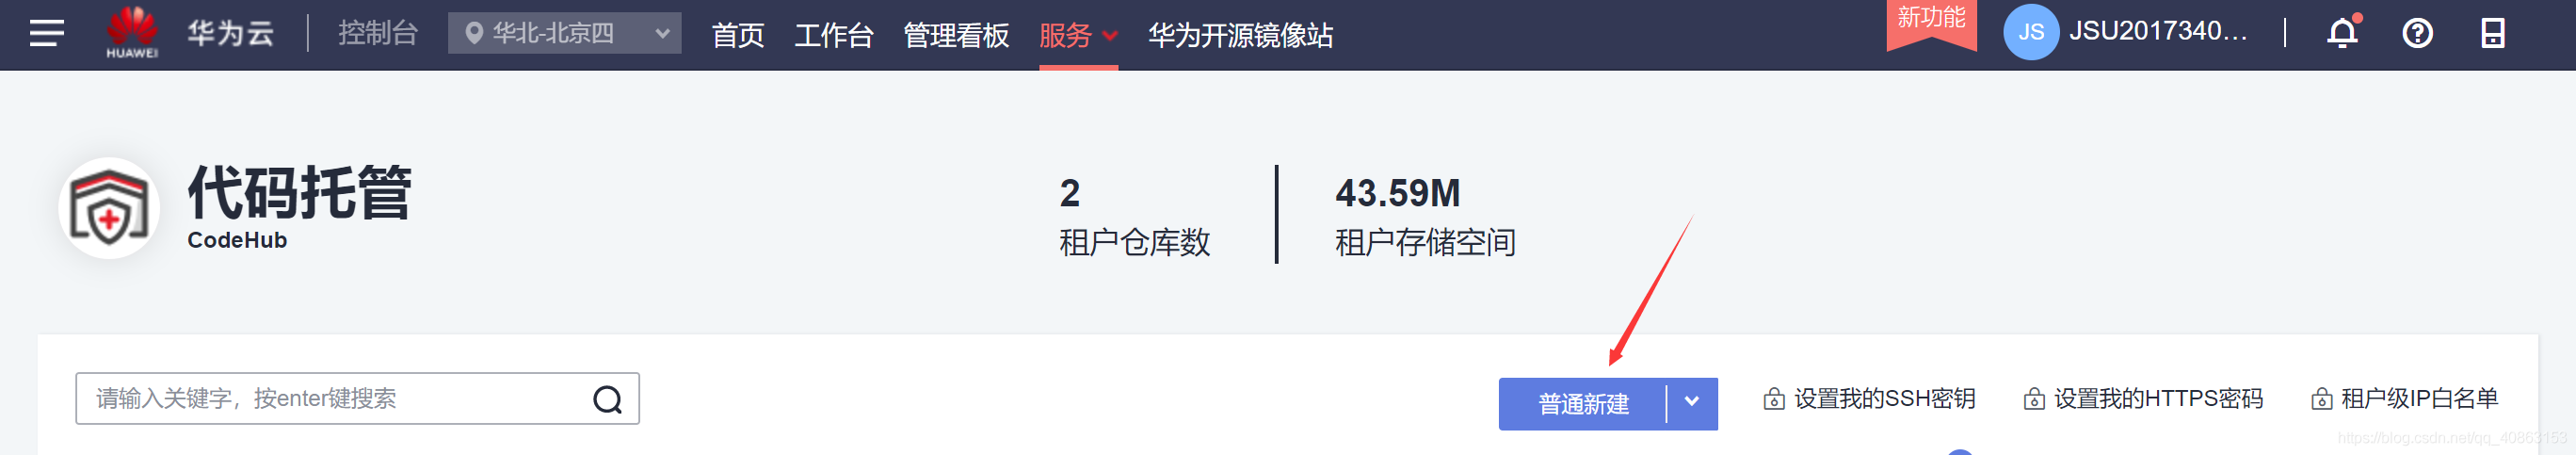 HUAWEI
华为云
控制台
华北-北京四
首页
工作台
管理看板
服务
华为开源镜像站
新功能
JS
JSU2017340...
代码托管
CodeHub
2
租户仓库数
43.59M
租户存储空间
请输入关键字，按enter键搜索
普通新建
设置我的SSH密钥
设置我的HTTPS密码
租户级IP白名单
https://blog.csdn.net/qq_40863153